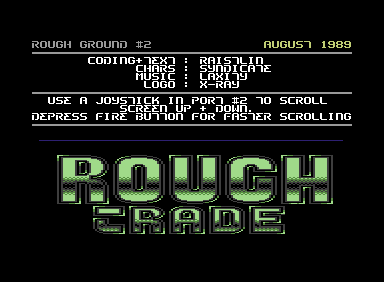 ROUGH GROUND #2 AUGUST 1989
CODING+TEXT : RAISTLIN
CHARS : SYNDICATE
MUSIC : LAXITY
LOGO : X-RAY
USE A JOYSTICK IN PORT #2 TO SCROLL
SCREEN UP + DOWN.
DEPRESS FIRE BUTTON FOR FASTER SCROLLING
ROUGH
TRADE